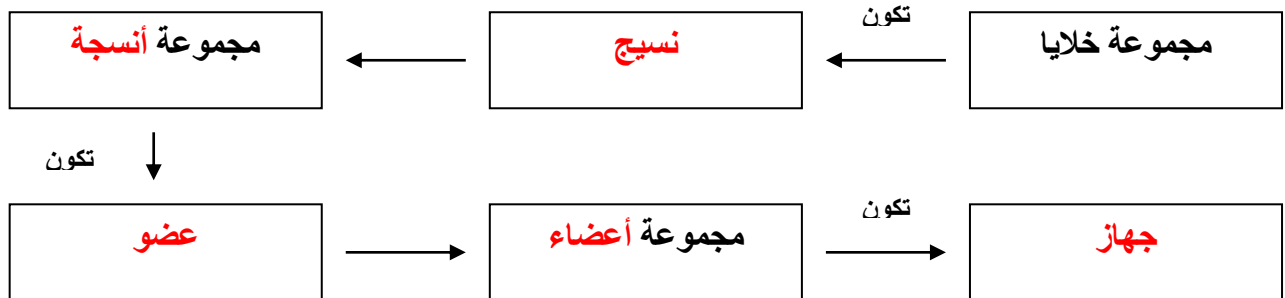 تكون
مجموعة خلايا
نسيج
مجموعة أنسجة
تكون
عضو
مجموعة أعضاء
تكون
جهاز